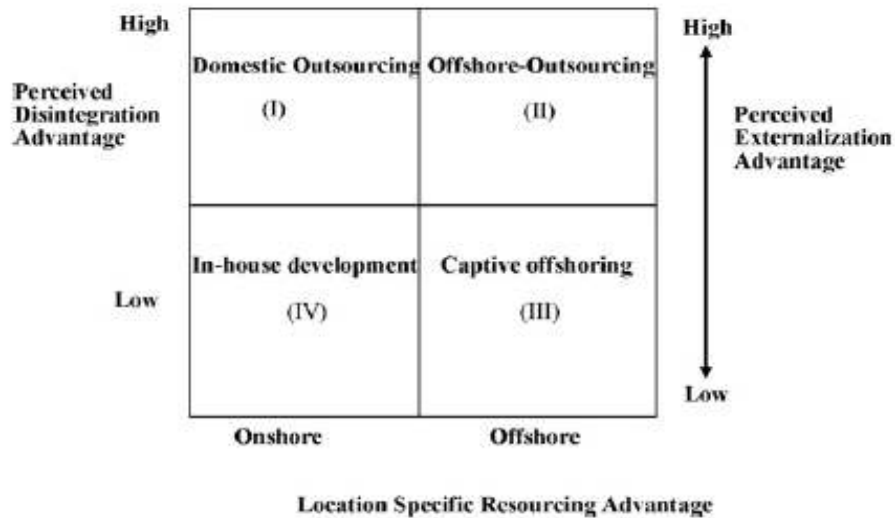 High
High
Domestic Outsourcing
Offshore-Outsourcing
Perceived
Disintegration
Advantage
(I)
(II)
Perceived
Externalization
Advantage
In-house development
Captive offshoring
Low
(IV)
(III)
Low
Onshore
Offshore
Location Specific Resourcing Advantage